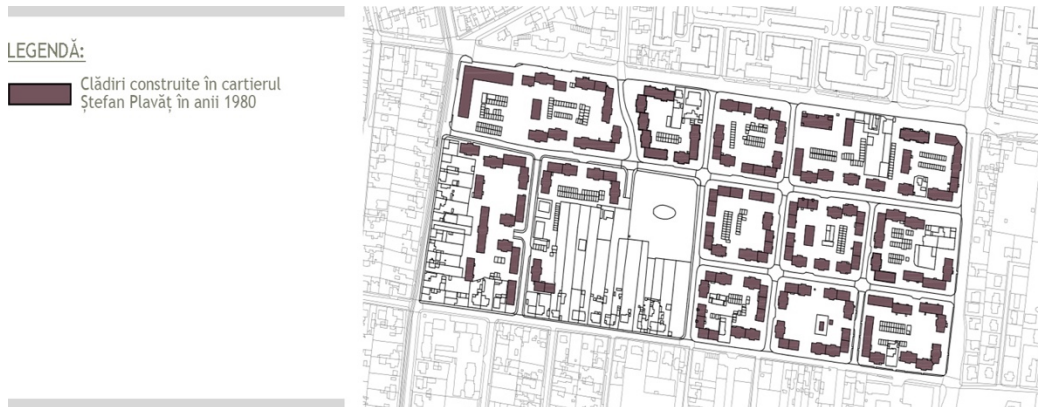 LEGENDĂ:
Clădiri construite în cartierul
Ștefan Plavăț în anii 1980